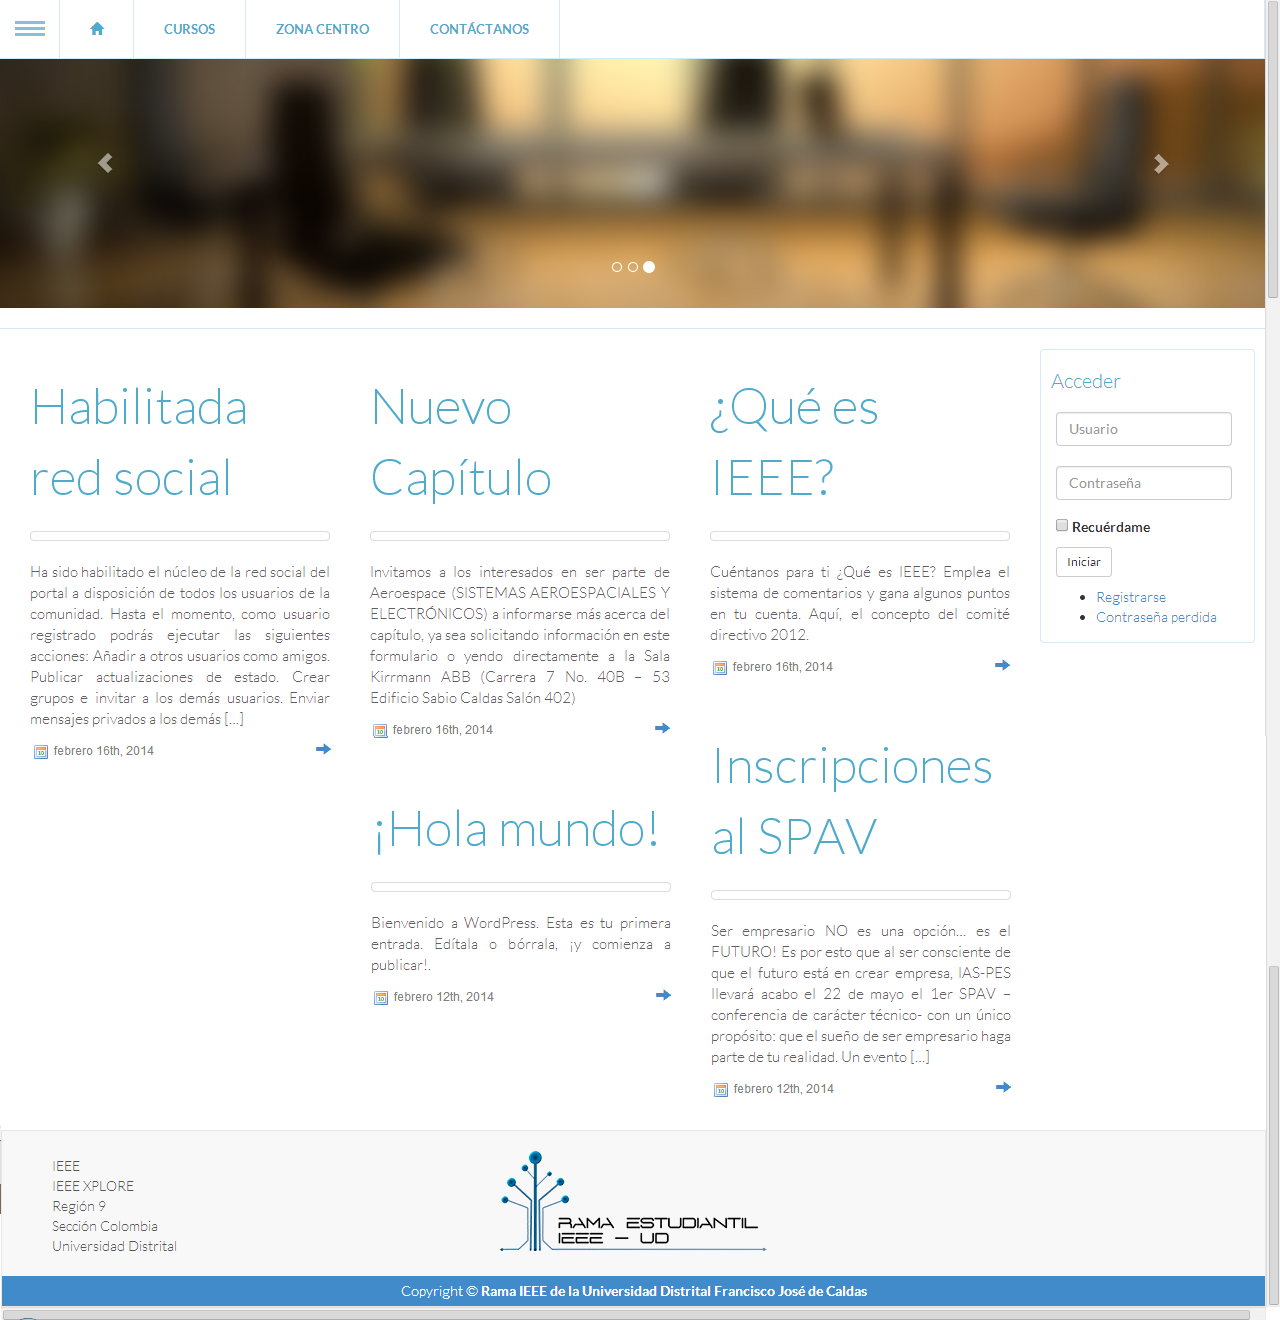 CURSOS
ZONA CENTRO
CONTÁCTANOS
Habilitada
red social
Ha sido habilitado el núcleo de la red social del
portal a disposición de todos los usuarios de la
comunidad. Hasta el momento, como usuario
registrado podrás ejecutar las siguientes
acciones: Añadir a otros usuarios como amigos.
Publicar actualizaciones de estado. Crear
grupos e invitar a los demás usuarios. Enviar
mensajes privados a los demás [...]
febrero 16th, 2014
Nuevo
Capítulo
Invitamos a los interesados en ser parte de
Aeroespace (SISTEMAS AEROESPACIALES Y
ELECTRÓNICOS) a informarse más acerca del
capítulo, ya sea solicitando información en este
formulario o yendo directamente a la Sala
Kirrmann ABB (Carrera 7 No. 40B – 53
Edificio Sabio Caldas Salón 402)
febrero 16th, 2014
¡Hola mundo!
Bienvenido a WordPress. Esta es tu primera
entrada. Edítala o bórrala, ¡y comienza a
publicar!.
febrero 12th, 2014
¿Qué es
IEEE?
Cuéntanos para ti ¿Qué es IEEE? Emplea el
sistema de comentarios y gana algunos puntos
en tu cuenta. Aquí, el concepto del comité
directivo 2012.
febrero 16th, 2014
Inscripciones
al SPAV
Ser empresario NO es una opción... es el
FUTURO! Es por esto que al ser consciente de
que el futuro está en crear empresa, IAS-PES
llevará acabo el 22 de mayo el 1er SPAV –
conferencia de carácter técnico- con un único
propósito: que el sueño de ser empresario haga
parte de tu realidad. Un evento [...]
febrero 12th, 2014
Acceder
Usuario
Contraseña
Recuérdame
Iniciar
Registrarse
Contraseña perdida
IEEE
IEEE XPLORE
Región 9
Sección Colombia
Universidad Distrital
RAMA ESTUDIANTIL
IEEE – UD
Copyright © Rama IEEE de la Universidad Distrital Francisco José de Caldas